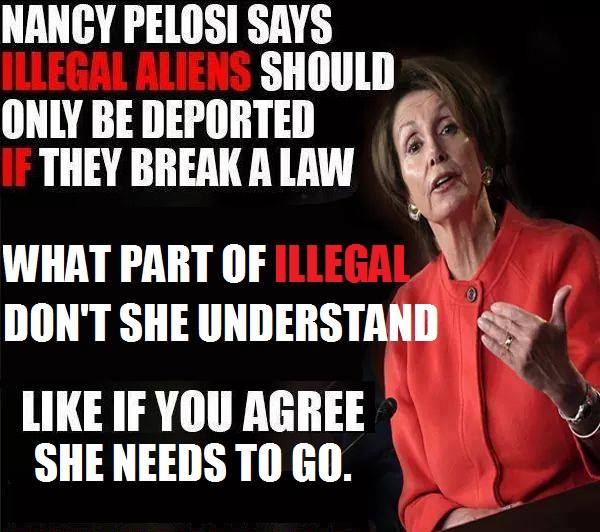 NANCY PELOSI SAYS
ILLEGAL ALIENS SHOULD
ONLY BE DEPORTED
IF THEY BREAK A LAW
WHAT PART OF ILLEGAL
DON'T SHE UNDERSTAND
LIKE IF YOU AGREE
SHE NEEDS TO GO.